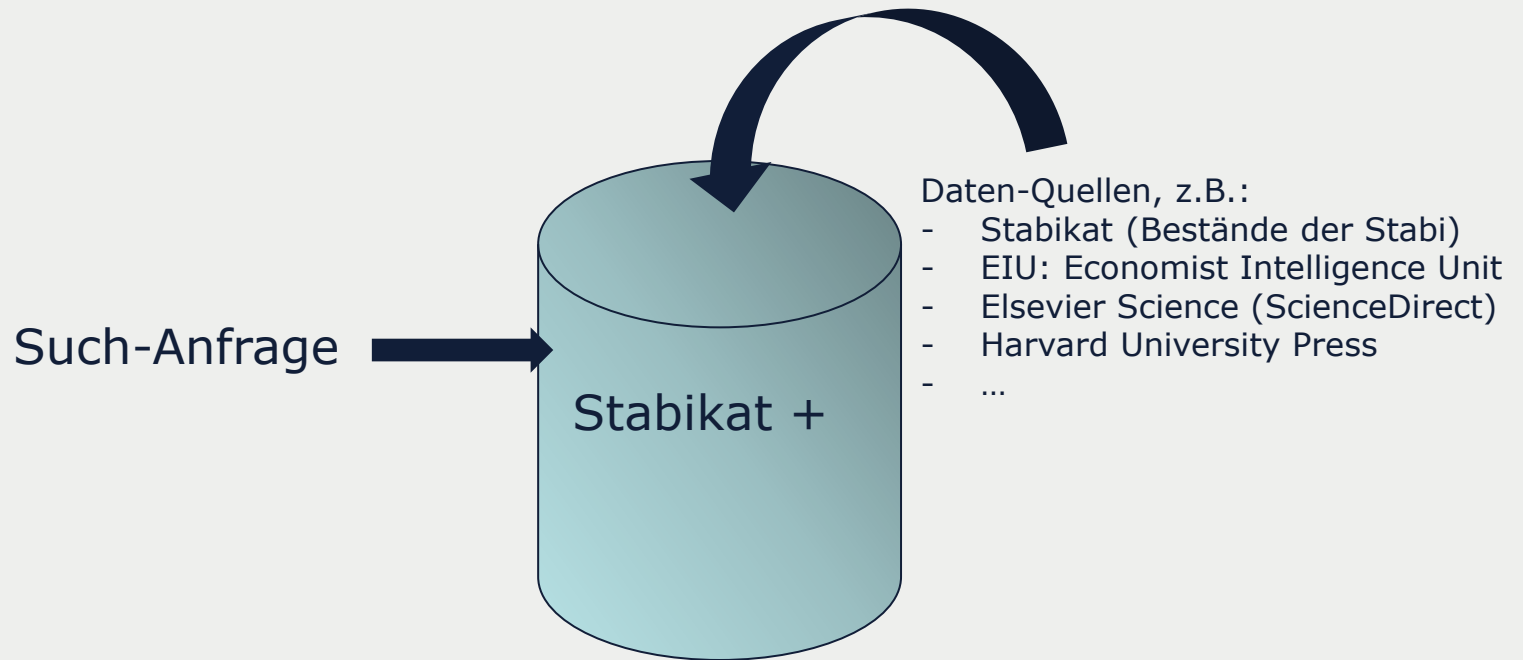 Daten-Quellen, z.B.:
- Stabikat (Bestände der Stabi)
- EIU: Economist Intelligence Unit
- Elsevier Science (ScienceDirect)
- Harvard University Press
- …
Such-Anfrage
Stabikat +